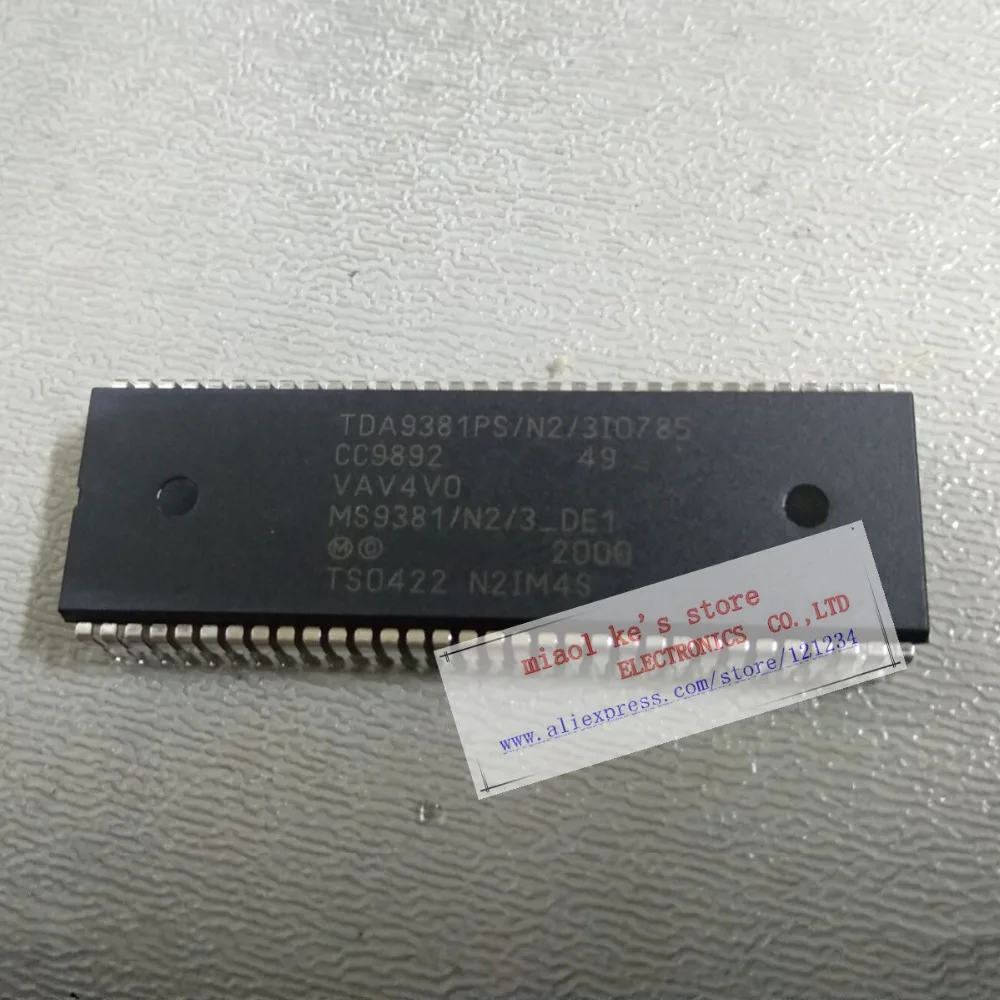 TDA9381PS/N2/3I0785
CC9892 49
VAV4V0
MS9381/N2/3_DE1
Ⓜ © 2000
TS0422 N2IM4S
miaol ke's store
ELECTRONICS CO.,LTD
www.aliexpress.com/store/121234